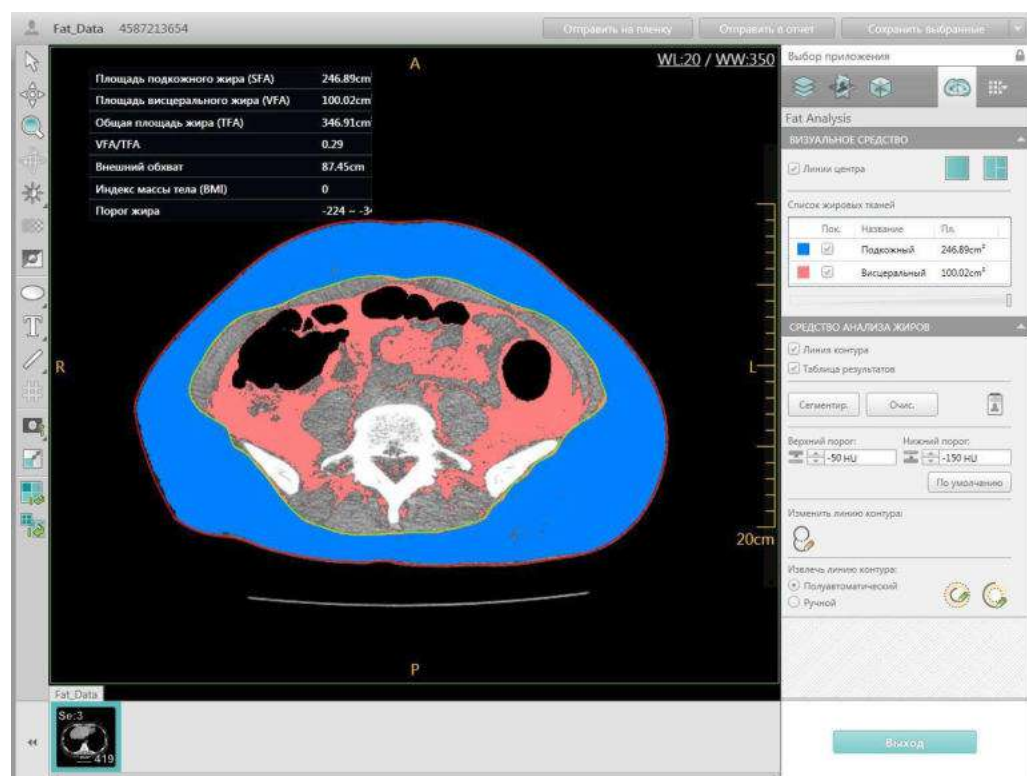 Fat_Data 4587213654
Отправить на пленку
Отправить в отчет
Сохранить выбранные
A
WL:20 / WW:350
Площадь подкожного жира (SFA) 246.89cm
Площадь висцерального жира (VFA) 100.02cm
Общая площадь жира (TFA) 346.91cm
VFA/TFA 0.29
Внешний обхват 87.45cm
Индекс массы тела (BMI) 0
Порог жира -224 ~ -3
R
L
20cm
P
Выбор приложения
Fat Analysis
ВИЗУАЛЬНОЕ СРЕДСТВО
Линии центра
Список жировых тканей
Пок. Название Пл.
Подкожный 246.89cm²
Висцеральный 100.02cm²
СРЕДСТВО АНАЛИЗА ЖИРОВ
Линия контура
Таблица результатов
Сегментир. Очис.
Верхний порог: Нижний порог:
-50 HU -150 HU
По умолчанию
Изменить линию контура:
Извлечь линию контура:
Полуавтоматический
Ручной
Fat_Data
Se:3
419
Выход